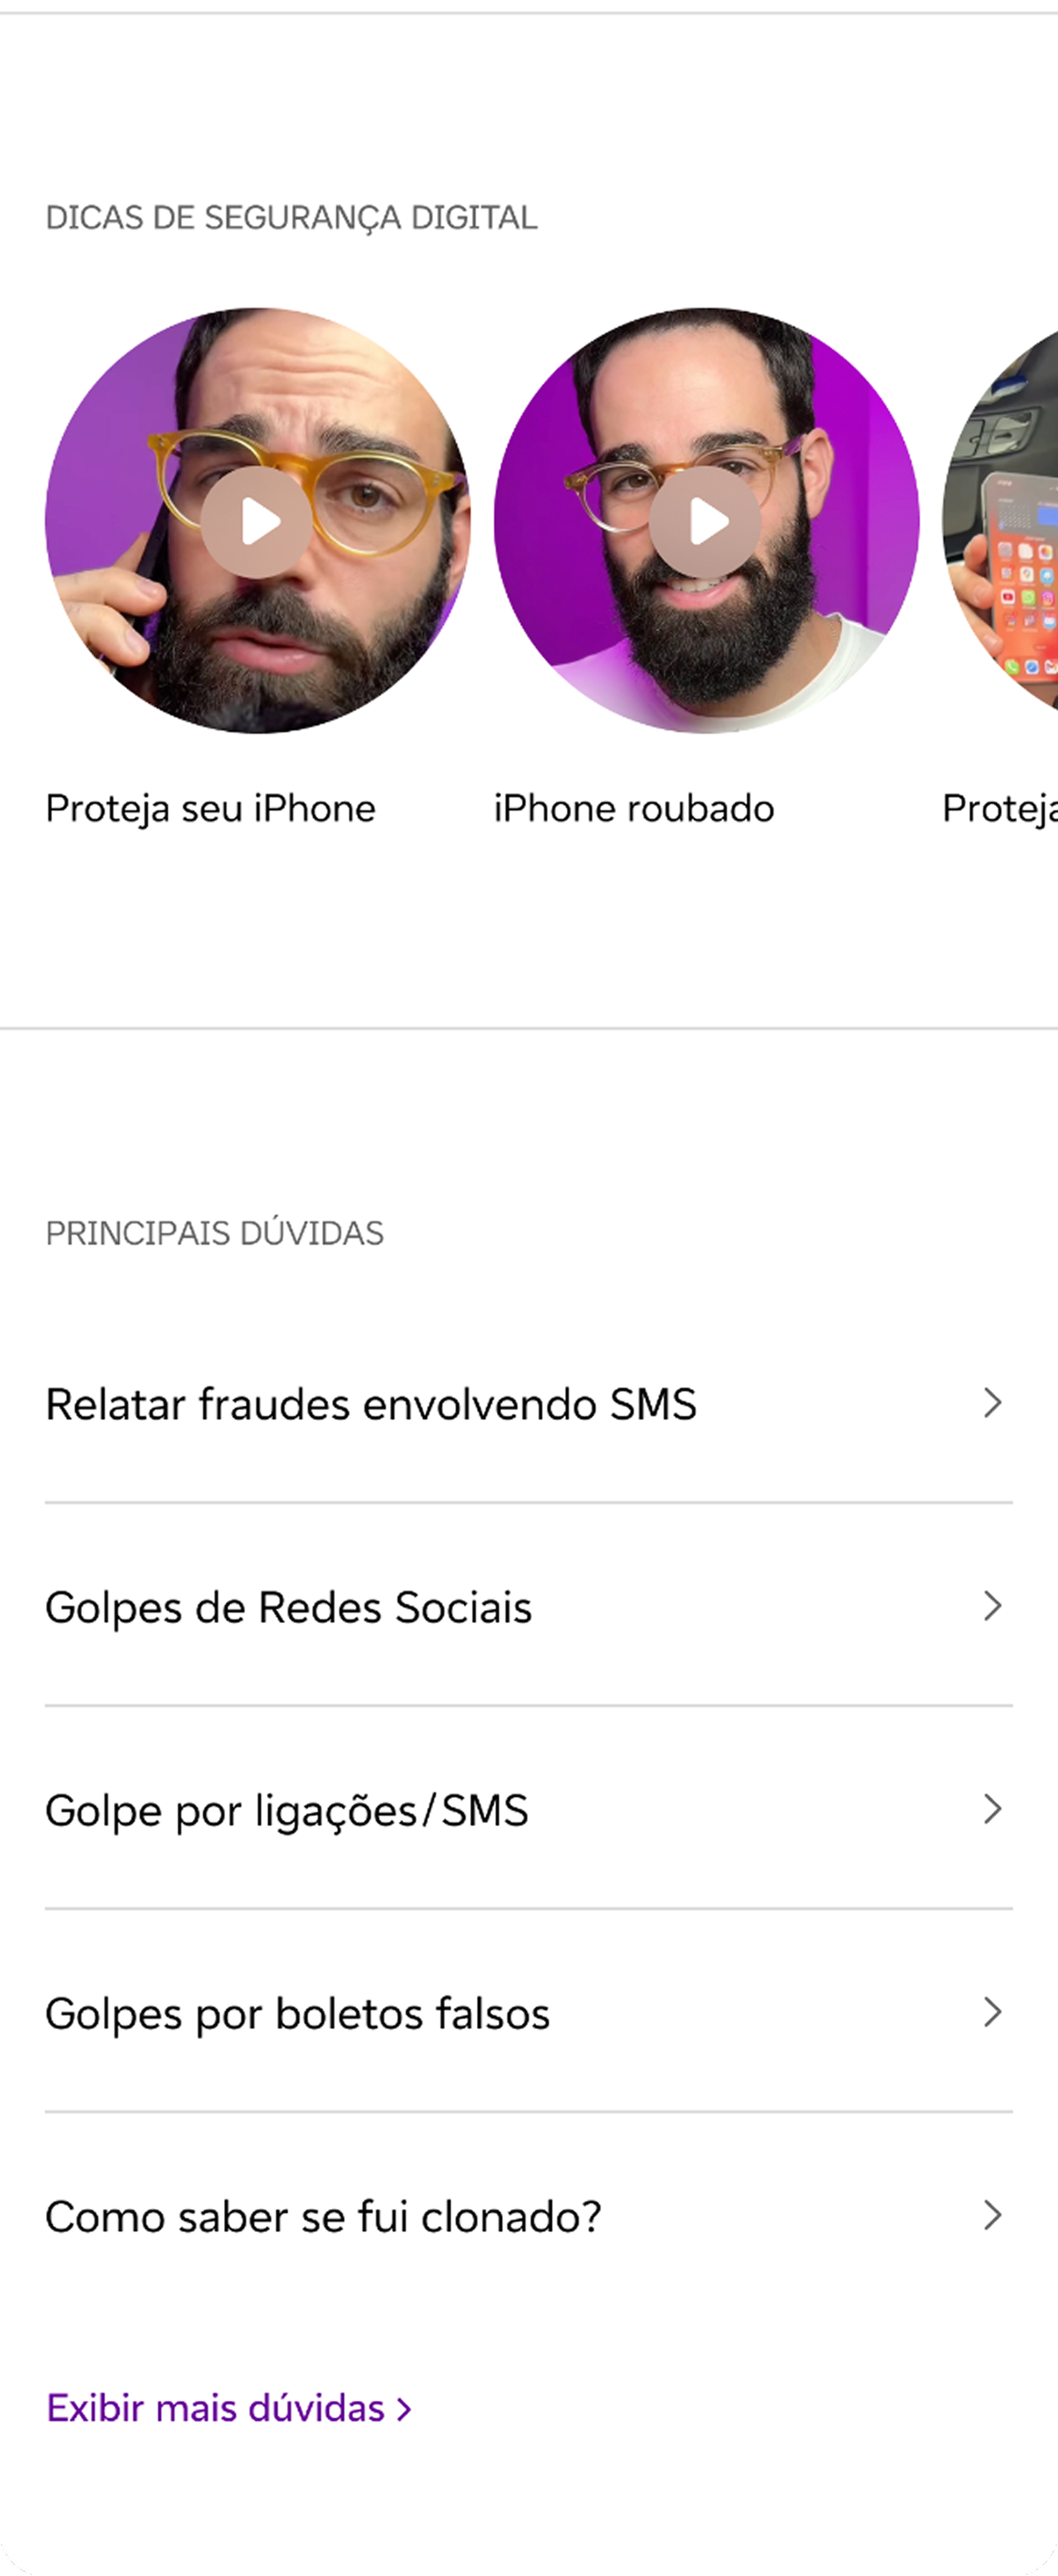 DICAS DE SEGURANÇA DIGITAL
Proteja seu iPhone
iPhone roubado
PRINCIPAIS DÚVIDAS
Relatar fraudes envolvendo SMS
Golpes de Redes Sociais
Golpe por ligações/SMS
Golpes por boletos falsos
Como saber se fui clonado?
Exibir mais dúvidas >